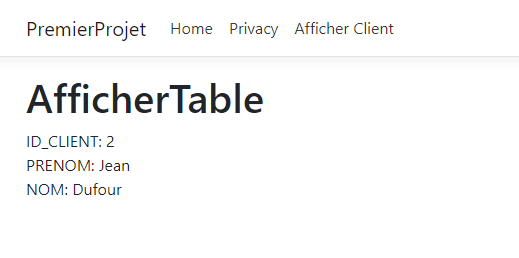 PremierProjet Home Privacy Afficher Client
AfficherTable
ID_CLIENT: 2
PRENOM: Jean
NOM: Dufour